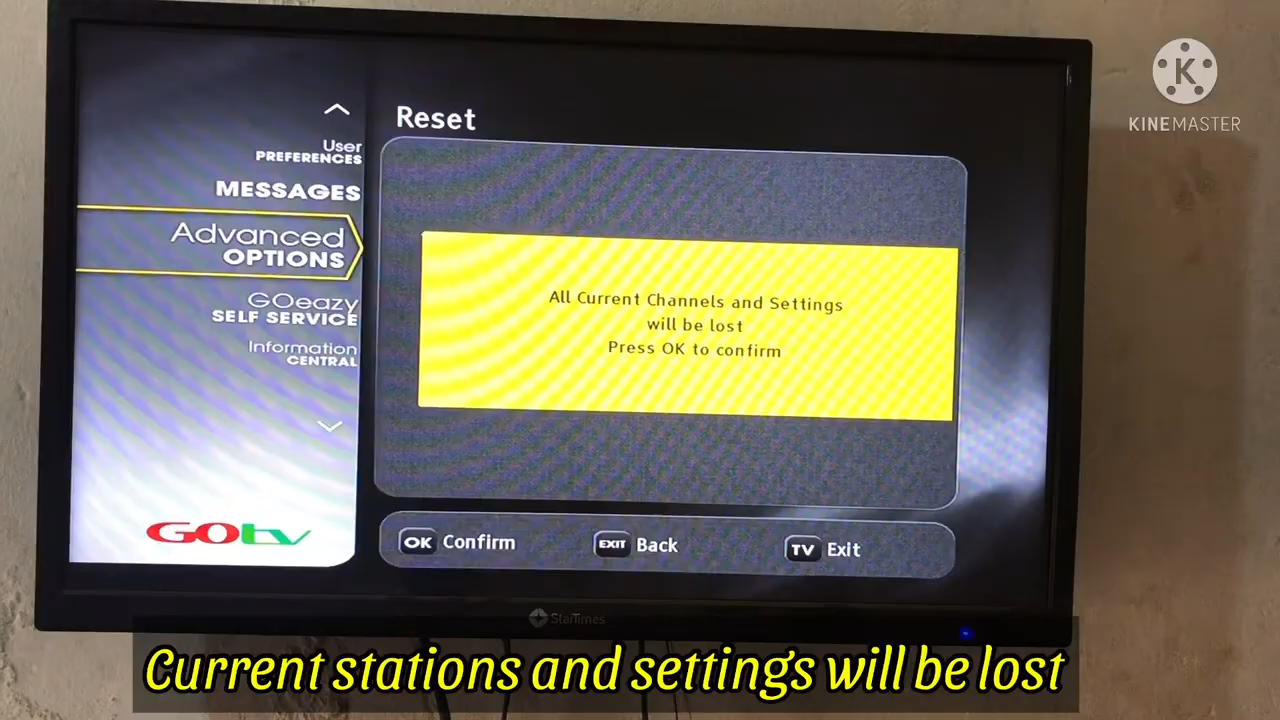 K
KINEMASTER
Reset
User
PREFERENCES
MESSAGES
Advanced
OPTIONS
GOeazy
SELF SERVICE
Information
CENTRAL
GOtv
All Current Channels and Settings
will be lost
Press OK to confirm
OK Confirm EXIT Back TV Exit
StarTimes
Current stations and settings will be lost